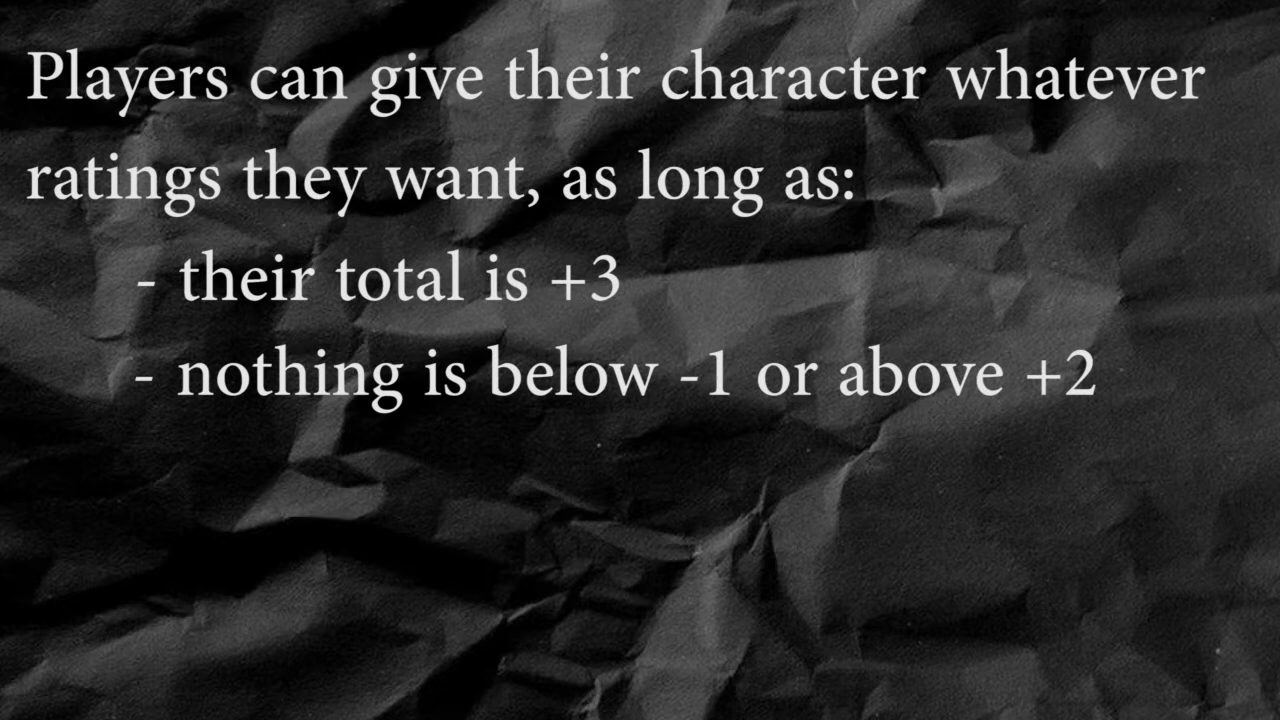 Players can give their character whatever
ratings they want, as long as:
- their total is +3
- nothing is below -1 or above +2